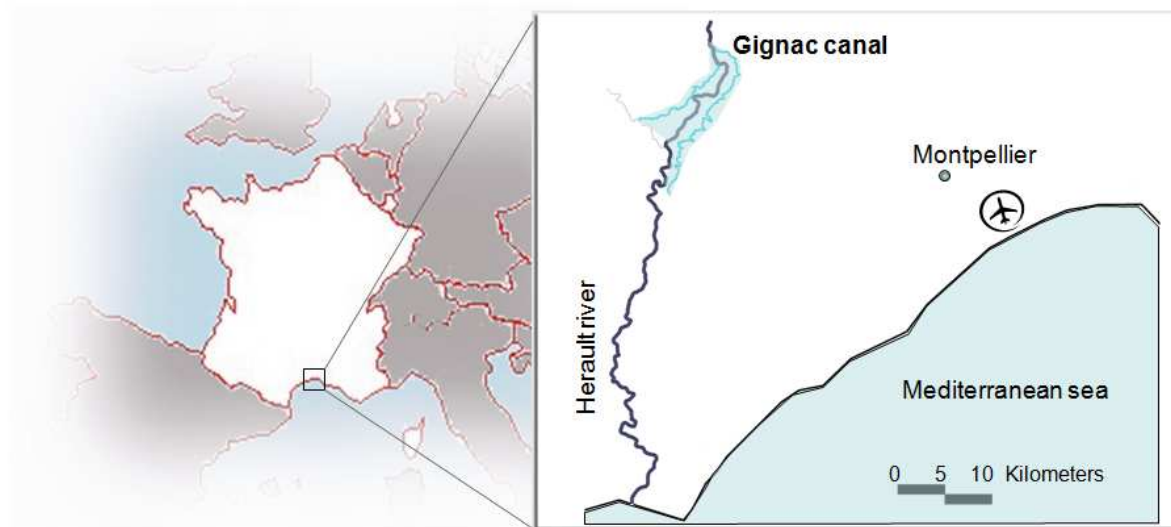 Gignac canal
Montpellier
Herault river
Mediterranean sea
0 5 10 Kilometers